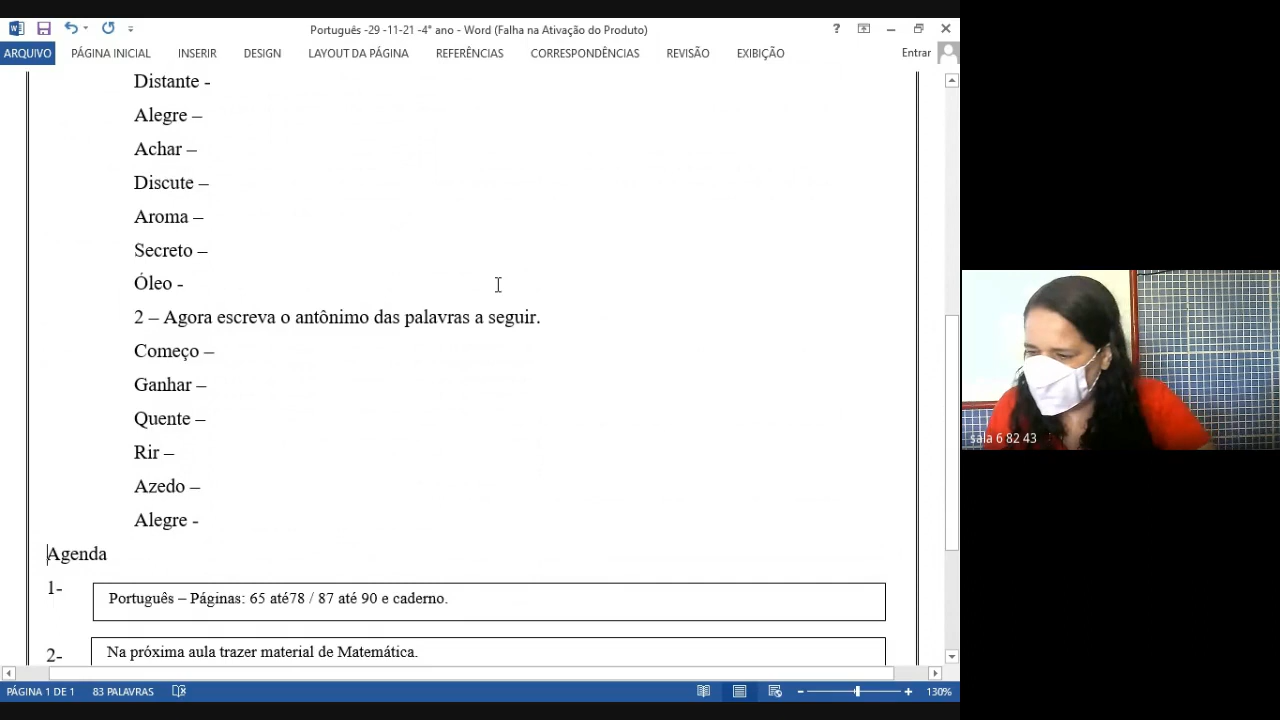 Português -29 -11-21 -4° ano - Word (Falha na Ativação do Produto)
ARQUIVO PÁGINA INICIAL INSERIR DESIGN LAYOUT DA PÁGINA REFERÊNCIAS CORRESPONDÊNCIAS REVISÃO EXIBIÇÃO Entrar
Distante -
Alegre –
Achar –
Discute –
Aroma –
Secreto –
Óleo -
2 – Agora escreva o antônimo das palavras a seguir.
Começo –
Ganhar –
Quente –
Rir –
Azedo –
Alegre -
Agenda
1- Português – Páginas: 65 até78 / 87 até 90 e caderno.
2- Na próxima aula trazer material de Matemática.
PÁGINA 1 DE 1 83 PALAVRAS 130%
sala 6 82 43